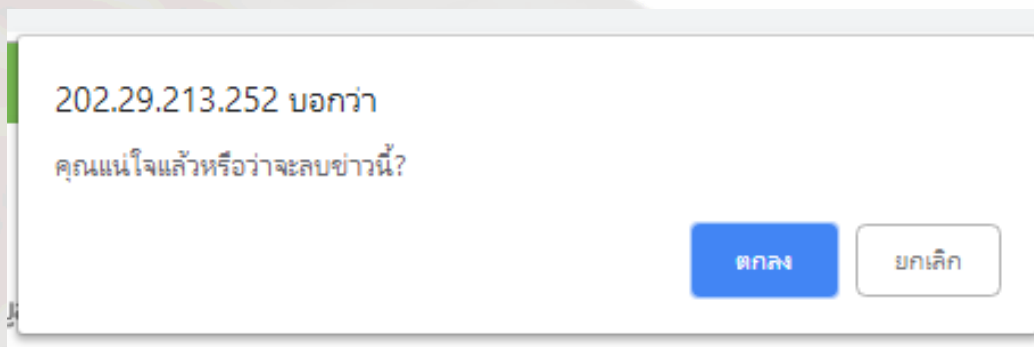 202.29.213.252 บอกว่า
คุณแน่ใจแล้วหรือว่าจะลบข่าวนี้?
ตกลง
ยกเลิก